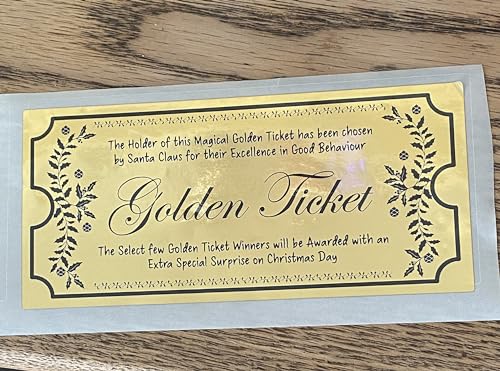 The Holder of this Magical Golden Ticket has been chosen
by Santa Claus for their Excellence in Good Behaviour
Golden Ticket
The Select few Golden Ticket Winners will be Awarded with an
Extra Special Surprise on Christmas Day